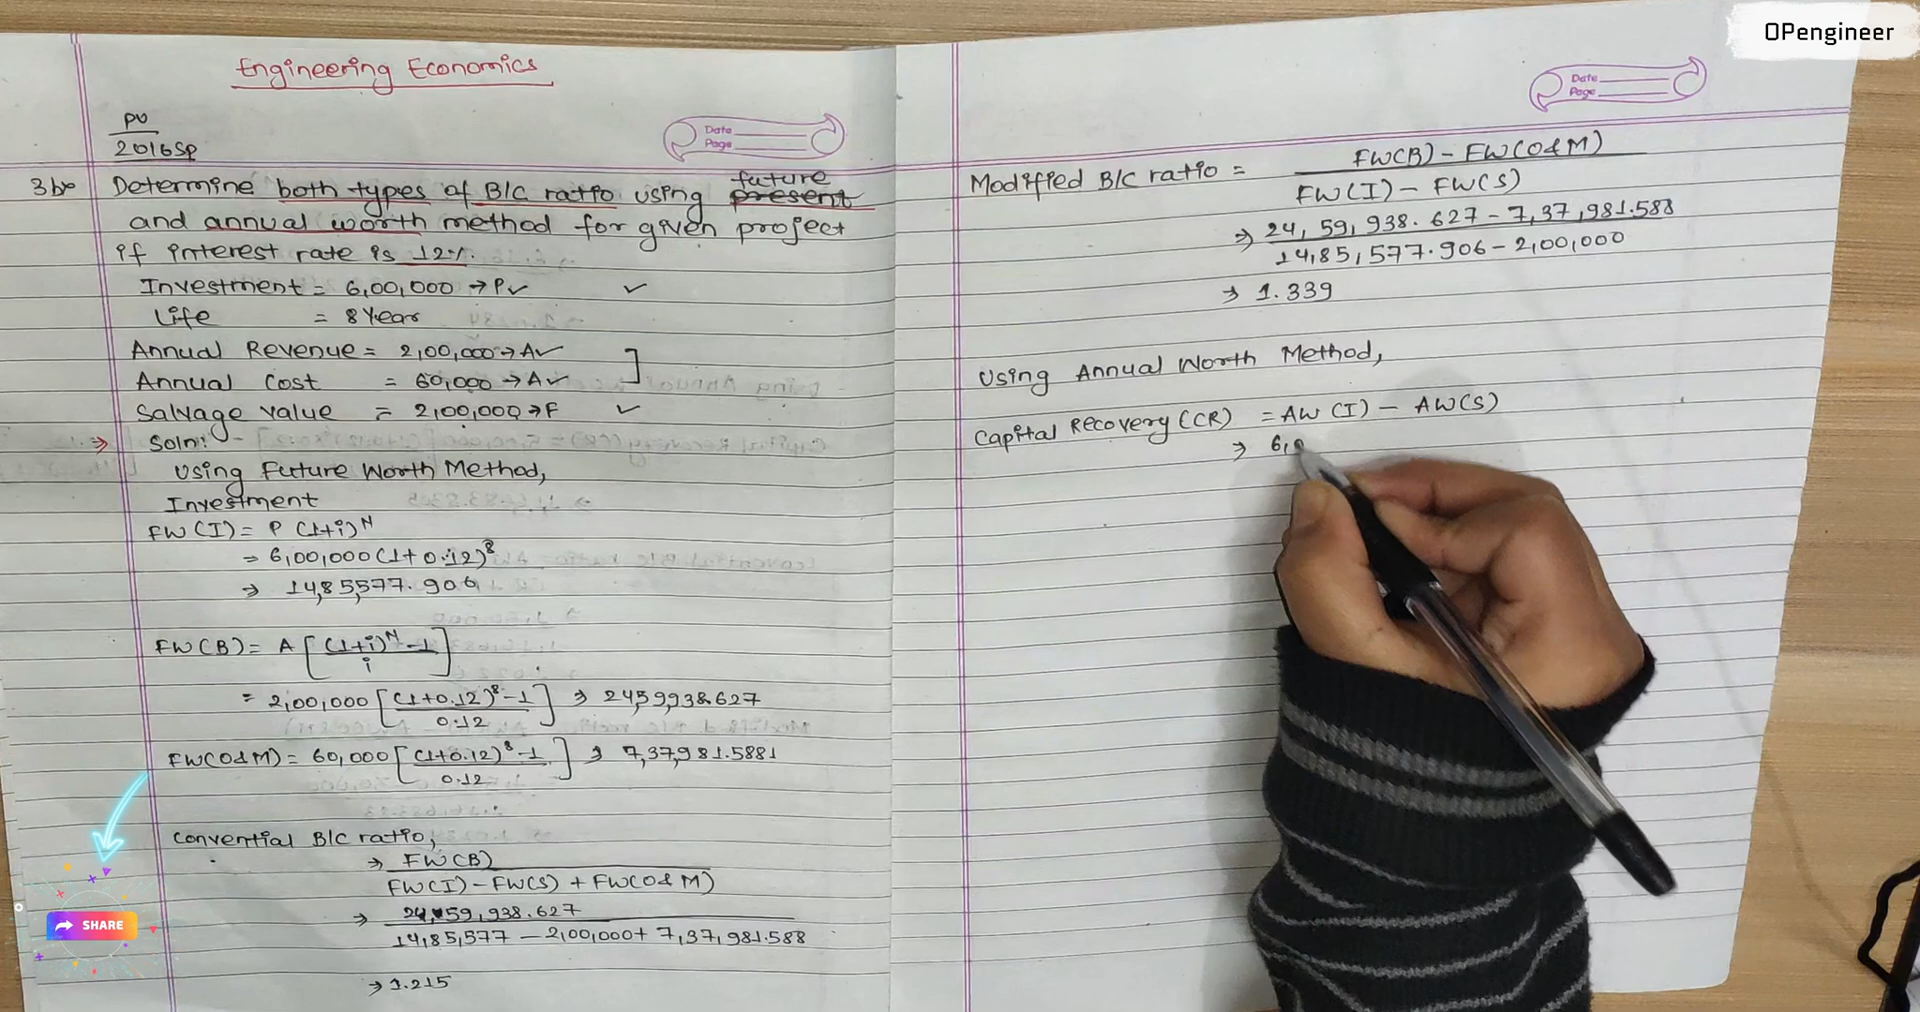 OPengineer
Engineering Economics
PU
2016SP
Date
Page
3b> Determine both types of B/C ratio using future present
and annual worth method for given project
if interest rate is 12%.
Investment = 6,00,000 → P✓ ✓
Life = 8 Year
Annual Revenue = 2,00,000 → A✓
Annual Cost = 60,000 → A✓
Salvage value = 2,00,000 → F ✓
⇒ Soln:-
Using Future Worth Method,
Investment
FW(I) = P (1+i)^N
= 6,00,000 (1+0.12)^8
⇒ 14,85,577.906
FW(B) = A [((1+i)^N - 1)/i]
= 2,00,000 [((1+0.12)^8 - 1)/0.12] ⇒ 24,59,938.627
FW(O&M) = 60,000 [((1+0.12)^8 - 1)/0.12] ⇒ 7,37,981.5881
Convential B/C ratio,
⇒ FW(B)
FW(I) - FW(S) + FW(O&M)
⇒ 24,59,938.627
14,85,577 - 2,00,000 + 7,37,981.588
⇒ 1.215
SHARE
Date
Page
Modified B/C ratio = FW(B) - FW(O&M)
FW(I) - FW(S)
⇒ 24,59,938.627 - 7,37,981.588
14,85,577.906 - 2,00,000
⇒ 1.339
Using Annual Worth Method,
Capital Recovery (CR) = AW(I) - AW(S)
⇒ 6,0